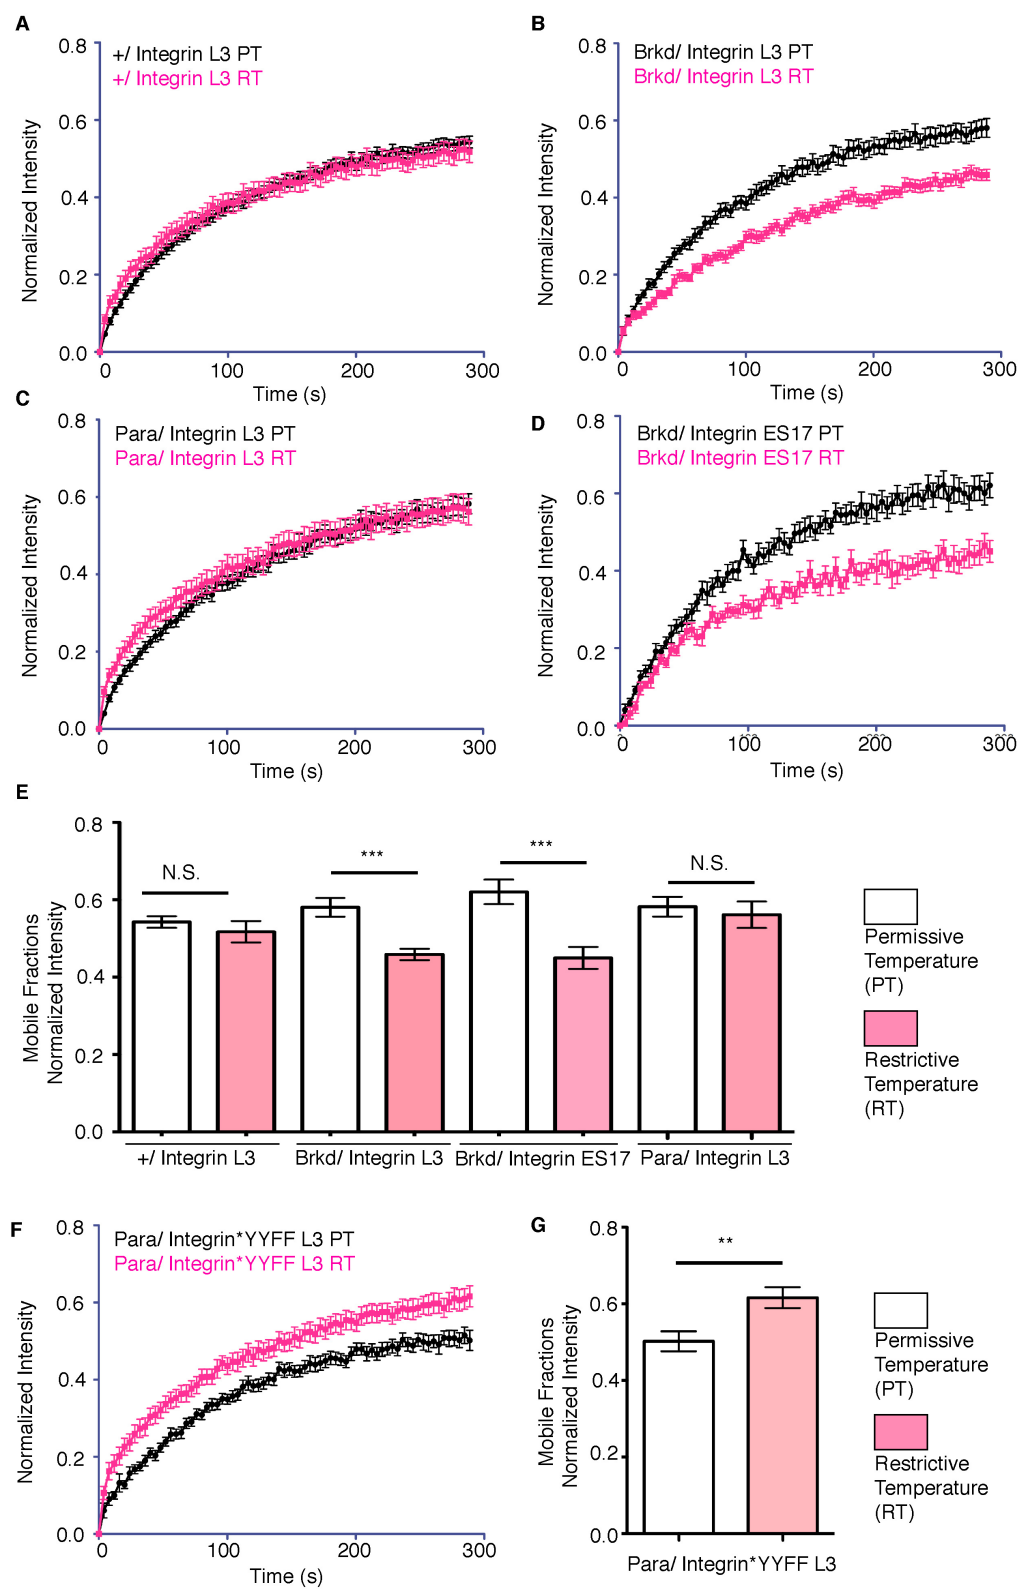 A
+/ Integrin L3 PT
+/ Integrin L3 RT
0.8
0.6
0.4
0.2
0.0
Normalized Intensity
0
100
200
300
Time (s)
B
Brkd/ Integrin L3 PT
Brkd/ Integrin L3 RT
0.8
0.6
0.4
0.2
0.0
Normalized Intensity
0
100
200
300
Time (s)
C
Para/ Integrin L3 PT
Para/ Integrin L3 RT
0.8
0.6
0.4
0.2
0.0
Normalized Intensity
0
100
200
300
Time (s)
D
Brkd/ Integrin ES17 PT
Brkd/ Integrin ES17 RT
0.8
0.6
0.4
0.2
0.0
Normalized Intensity
0
100
200
300
Time (s)
E
0.8
0.6
0.4
0.2
0.0
Mobile Fractions
Normalized Intensity
N.S.
***
***
N.S.
+/ Integrin L3
Brkd/ Integrin L3
Brkd/ Integrin ES17
Para/ Integrin L3
Permissive
Temperature
(PT)
Restrictive
Temperature
(RT)
F
Para/ Integrin*YYFF L3 PT
Para/ Integrin*YYFF L3 RT
0.8
0.6
0.4
0.2
0.0
Normalized Intensity
0
100
200
300
Time (s)
G
0.8
0.6
0.4
0.2
0.0
Mobile Fractions
Normalized Intensity
**
Para/ Integrin*YYFF L3
Permissive
Temperature
(PT)
Restrictive
Temperature
(RT)